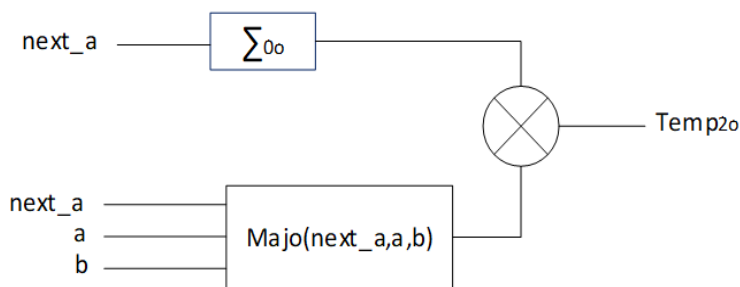 next_a
∑0o
Temp2o
next_a
a
b
Majo(next_a,a,b)